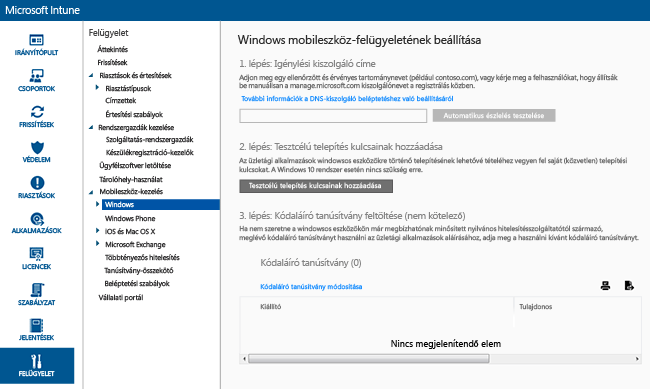 Microsoft Intune
IRÁNYÍTÓPULT
CSOPORTOK
FRISSÍTÉSEK
VÉDELEM
RIASZTÁSOK
ALKALMAZÁSOK
LICENCEK
SZABÁLYZAT
JELENTÉSEK
FELÜGYELET
Felügyelet
Áttekintés
Frissítések
Riasztások és értesítések
Riasztástípusok
Címzettek
Értesítési szabályok
Rendszergazdák kezelése
Szolgáltatás-rendszergazdák
Készülékregisztráció-kezelők
Ügyfélszoftver letöltése
Tárolóhely-használat
Mobileszköz-kezelés
Windows
Windows Phone
iOS és Mac OS X
Microsoft Exchange
Többtényezős hitelesítés
Tanúsítvány-összekötő
Beléptetési szabályok
Vállalati portál
Windows mobileszköz-felügyeletének beállítása
1. lépés: Igénylési kiszolgáló címe
Adjon meg egy ellenőrzött és érvényes tartománynevet (például contoso.com), vagy kérje meg a felhasználókat, hogy állítsák
be manuálisan a manage.microsoft.com kiszolgálónevet a regisztrálás közben.
További információk a DNS-kiszolgáló beléptetéshez való beállításáról
Automatikus észlelés tesztelése
2. lépés: Tesztcélú telepítés kulcsainak hozzáadása
Az üzletági alkalmazások windowsos eszközökre történő telepítésének lehetővé tételéhez vegyen fel saját (közvetlen) telepítési
kulcsokat. A Windows 10 rendszer esetén nincs szükség erre.
Tesztcélú telepítés kulcsainak hozzáadása
3. lépés: Kódaláíró tanúsítvány feltöltése (nem kötelező)
Ha nem szeretne a windowsos eszközökön már megbízhatónak minősített nyilvános hitelesítésszolgáltatótól származó,
meglévő kódaláíró tanúsítványt használni az üzletági alkalmazások aláírásához, adja meg a használni kívánt kódaláíró tanúsítványt.
Kódaláíró tanúsítvány (0)
Kódaláíró tanúsítvány módosítása
Kiállító
Tulajdonos
Nincs megjelenítendő elem